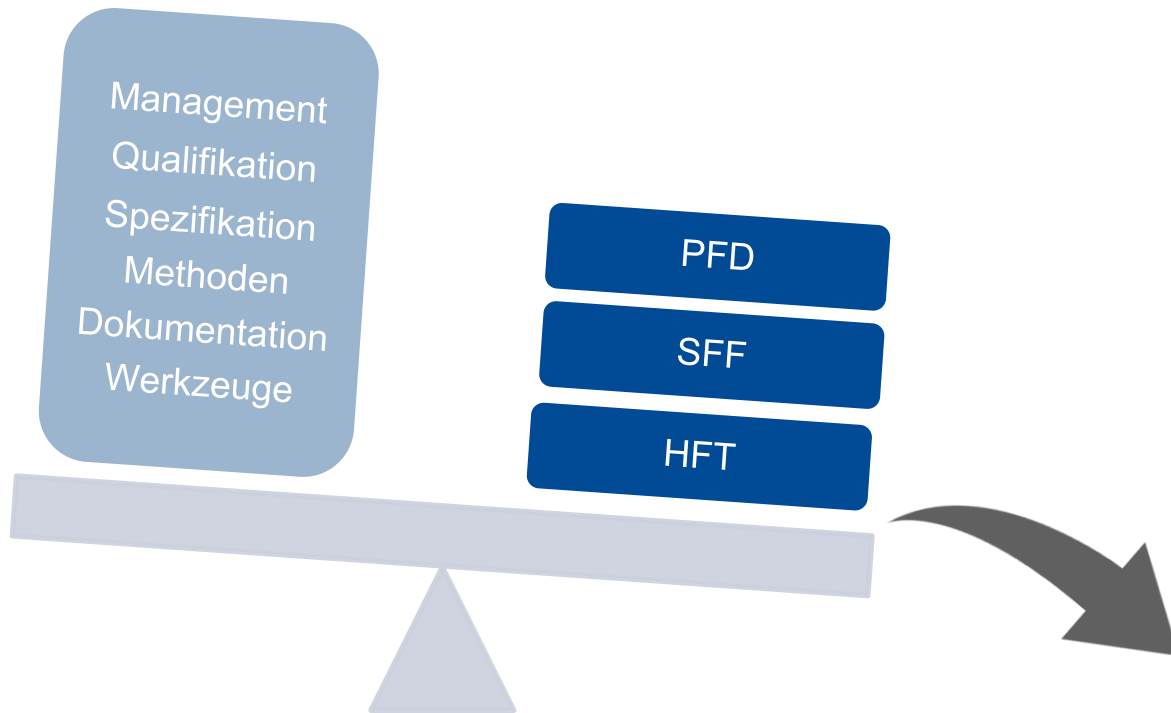 Management
Qualifikation
Spezifikation
Methoden
Dokumentation
Werkzeuge
PFD
SFF
HFT